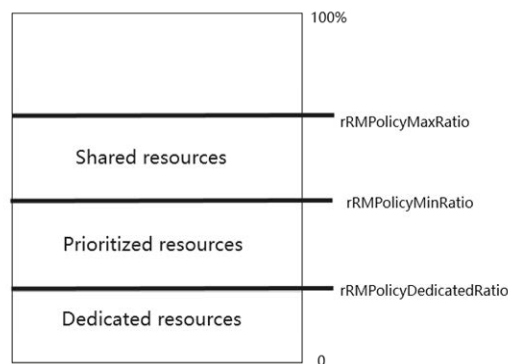 100%
rRMPolicyMaxRatio
Shared resources
rRMPolicyMinRatio
Prioritized resources
rRMPolicyDedicatedRatio
Dedicated resources
0